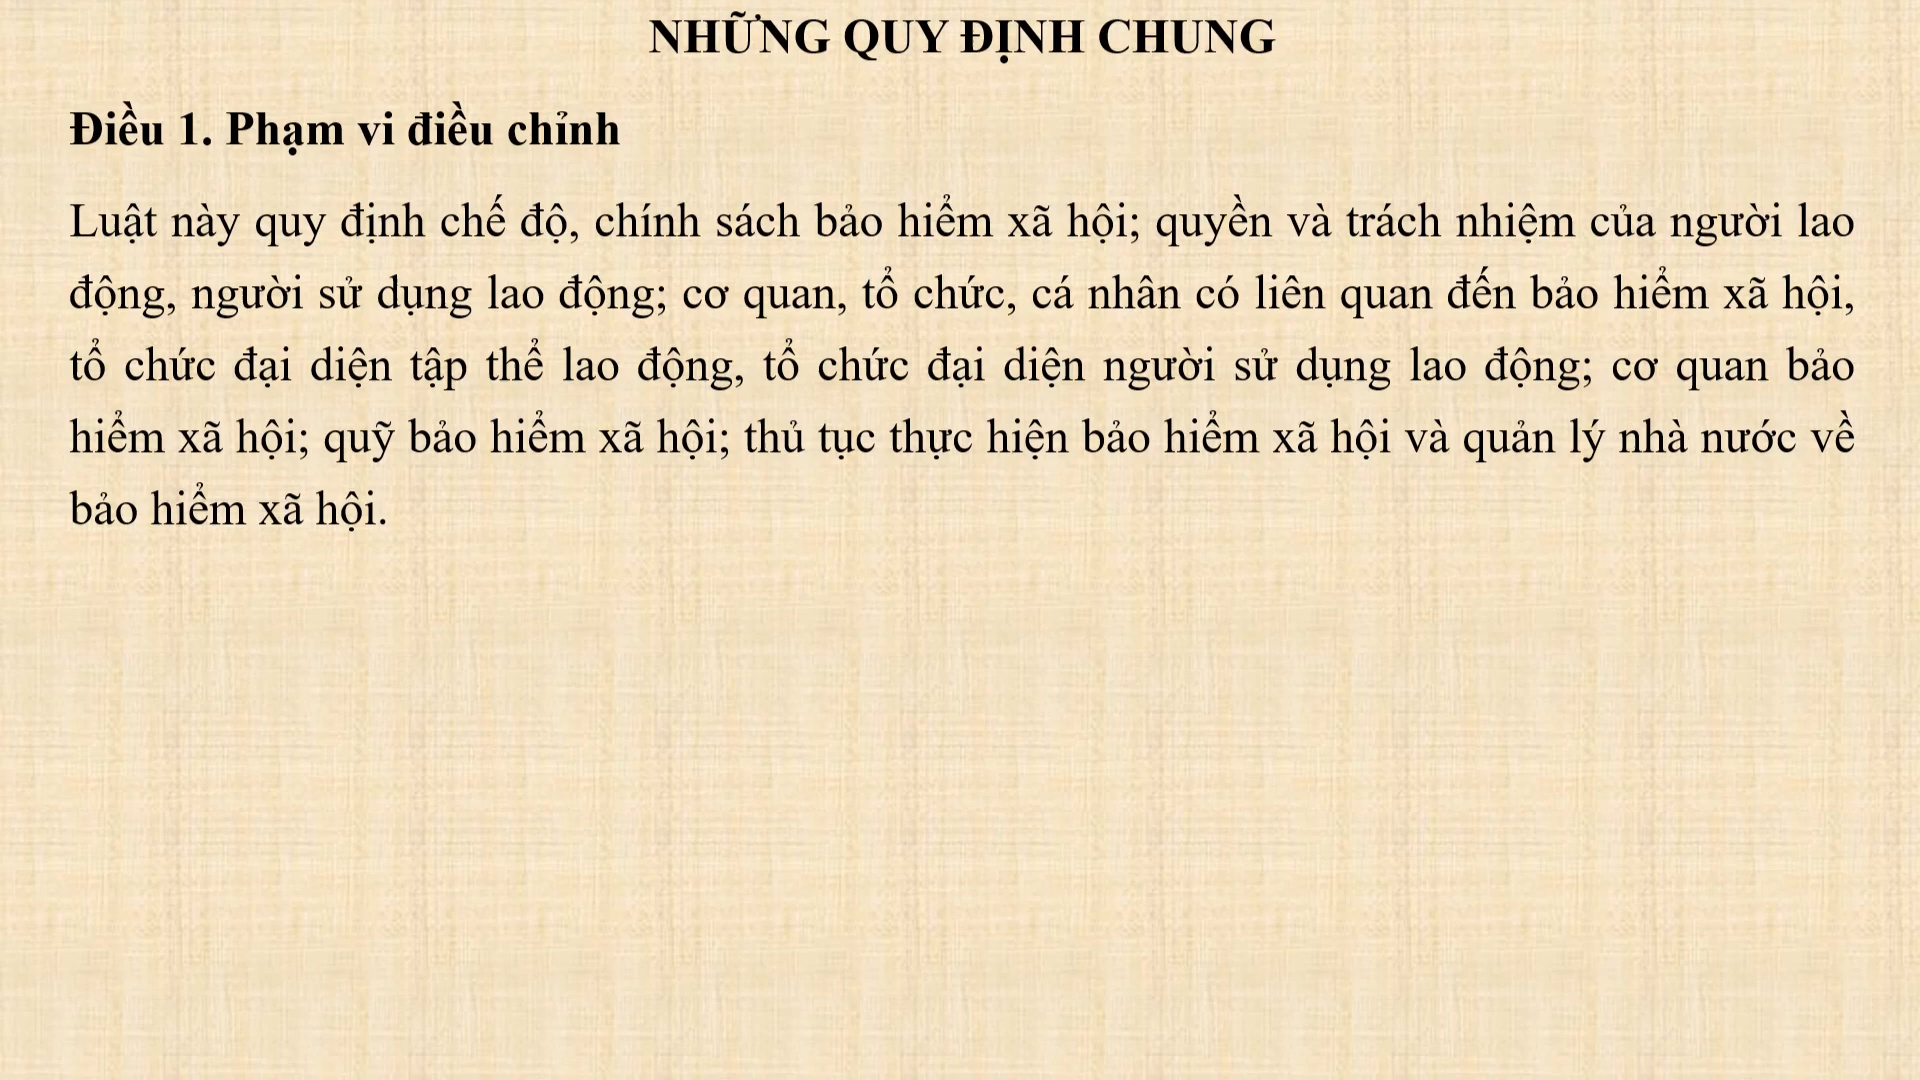 NHỮNG QUY ĐỊNH CHUNG
Điều 1. Phạm vi điều chỉnh
Luật này quy định chế độ, chính sách bảo hiểm xã hội; quyền và trách nhiệm của người lao
động, người sử dụng lao động; cơ quan, tổ chức, cá nhân có liên quan đến bảo hiểm xã hội,
tổ chức đại diện tập thể lao động, tổ chức đại diện người sử dụng lao động; cơ quan bảo
hiểm xã hội; quỹ bảo hiểm xã hội; thủ tục thực hiện bảo hiểm xã hội và quản lý nhà nước về
bảo hiểm xã hội.